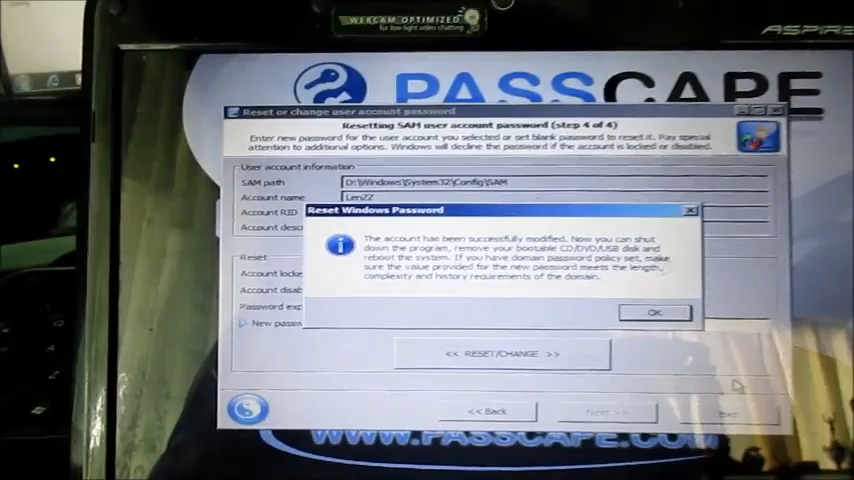 WEBCAM OPTIMIZED
for low-light video chatting
ASPIRE
PASSCAPE
Reset or change user account password
Resetting SAM user account password (step 4 of 4)
Enter new password for the user account you selected or set blank password to reset it. Pay special
attention to additional options. Windows will decline the password if the account is locked or disabled.
User account information
SAM path
D:\Windows\System32\Config\SAM
Account name
LenZZ
Account RID
Account desc
Reset Windows Password
The account has been successfully modified. Now you can shut
down the program, remove your bootable CD/DVD/USB disk and
reboot the system. If you have domain password policy set, make
sure the value provided for the new password meets the length,
complexity and history requirements of the domain.
OK
Reset
Account locke
Account disab
Password exp
New passw
<< RESET/CHANGE >>
<< Back
Next >>
Exit
WWW.PASSCAPE.COM